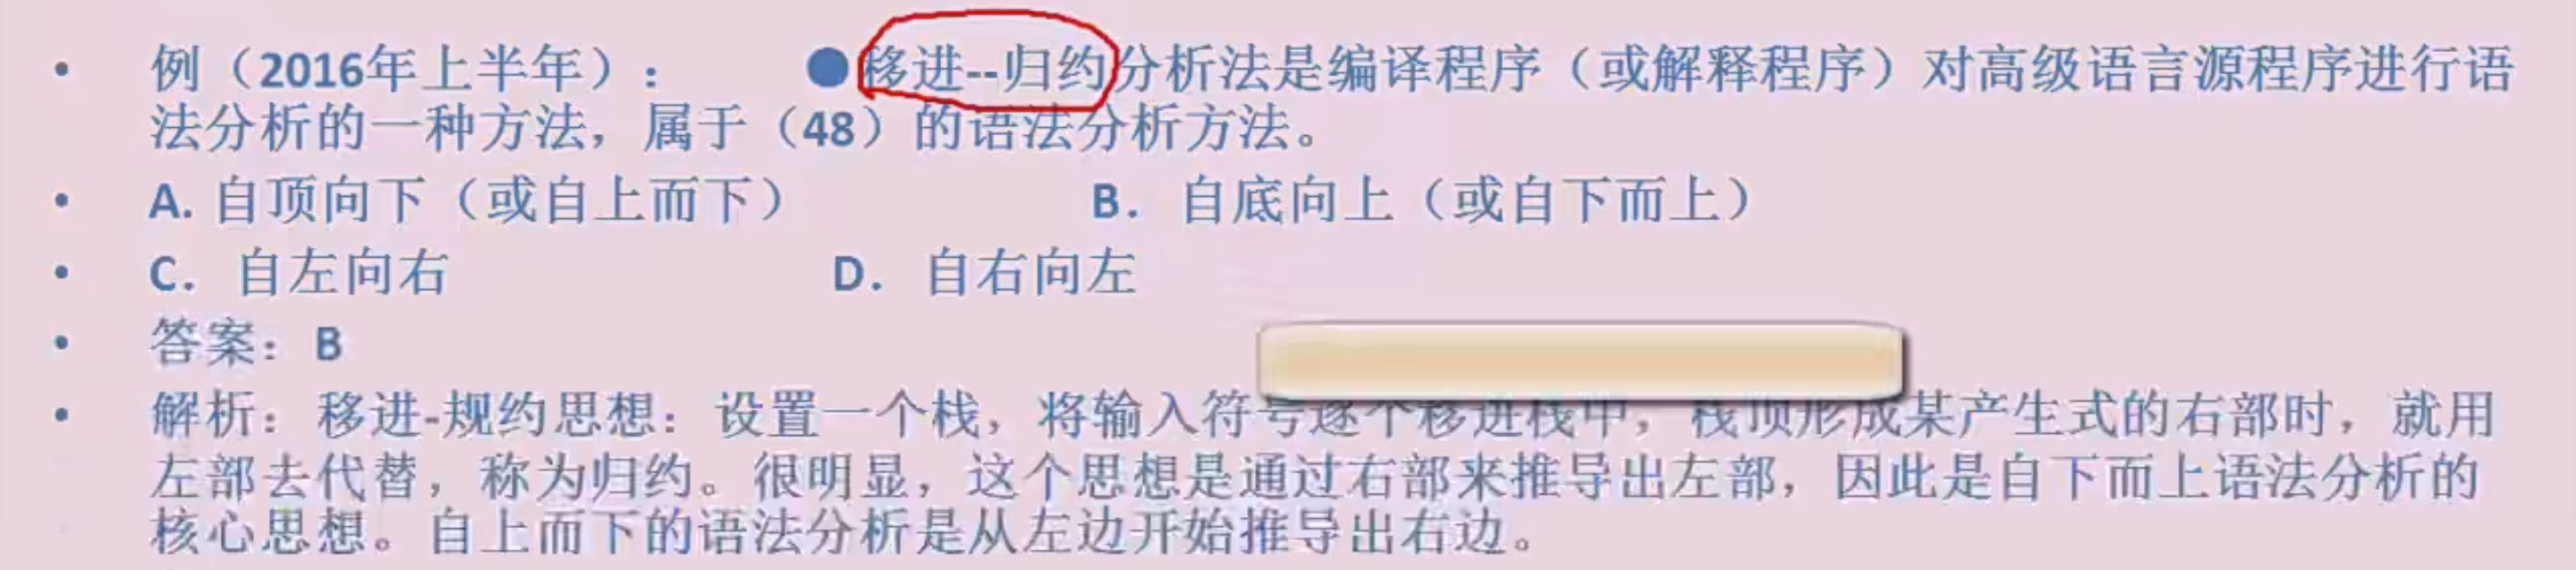 • 例（2016年上半年）： ●移进--归约分析法是编译程序（或解释程序）对高级语言源程序进行语
法分析的一种方法，属于（48）的语法分析方法。
• A. 自顶向下（或自上而下） B. 自底向上（或自下而上）
• C. 自左向右 D. 自右向左
• 答案：B
• 解析：移进-规约思想：设置一个栈，将输入符号逐个移进栈中，栈顶形成某产生式的右部时，就用
左部去代替，称为归约。很明显，这个思想是通过右部来推导出左部，因此是自下而上语法分析的
核心思想。自上而下的语法分析是从左边开始推导出右边。